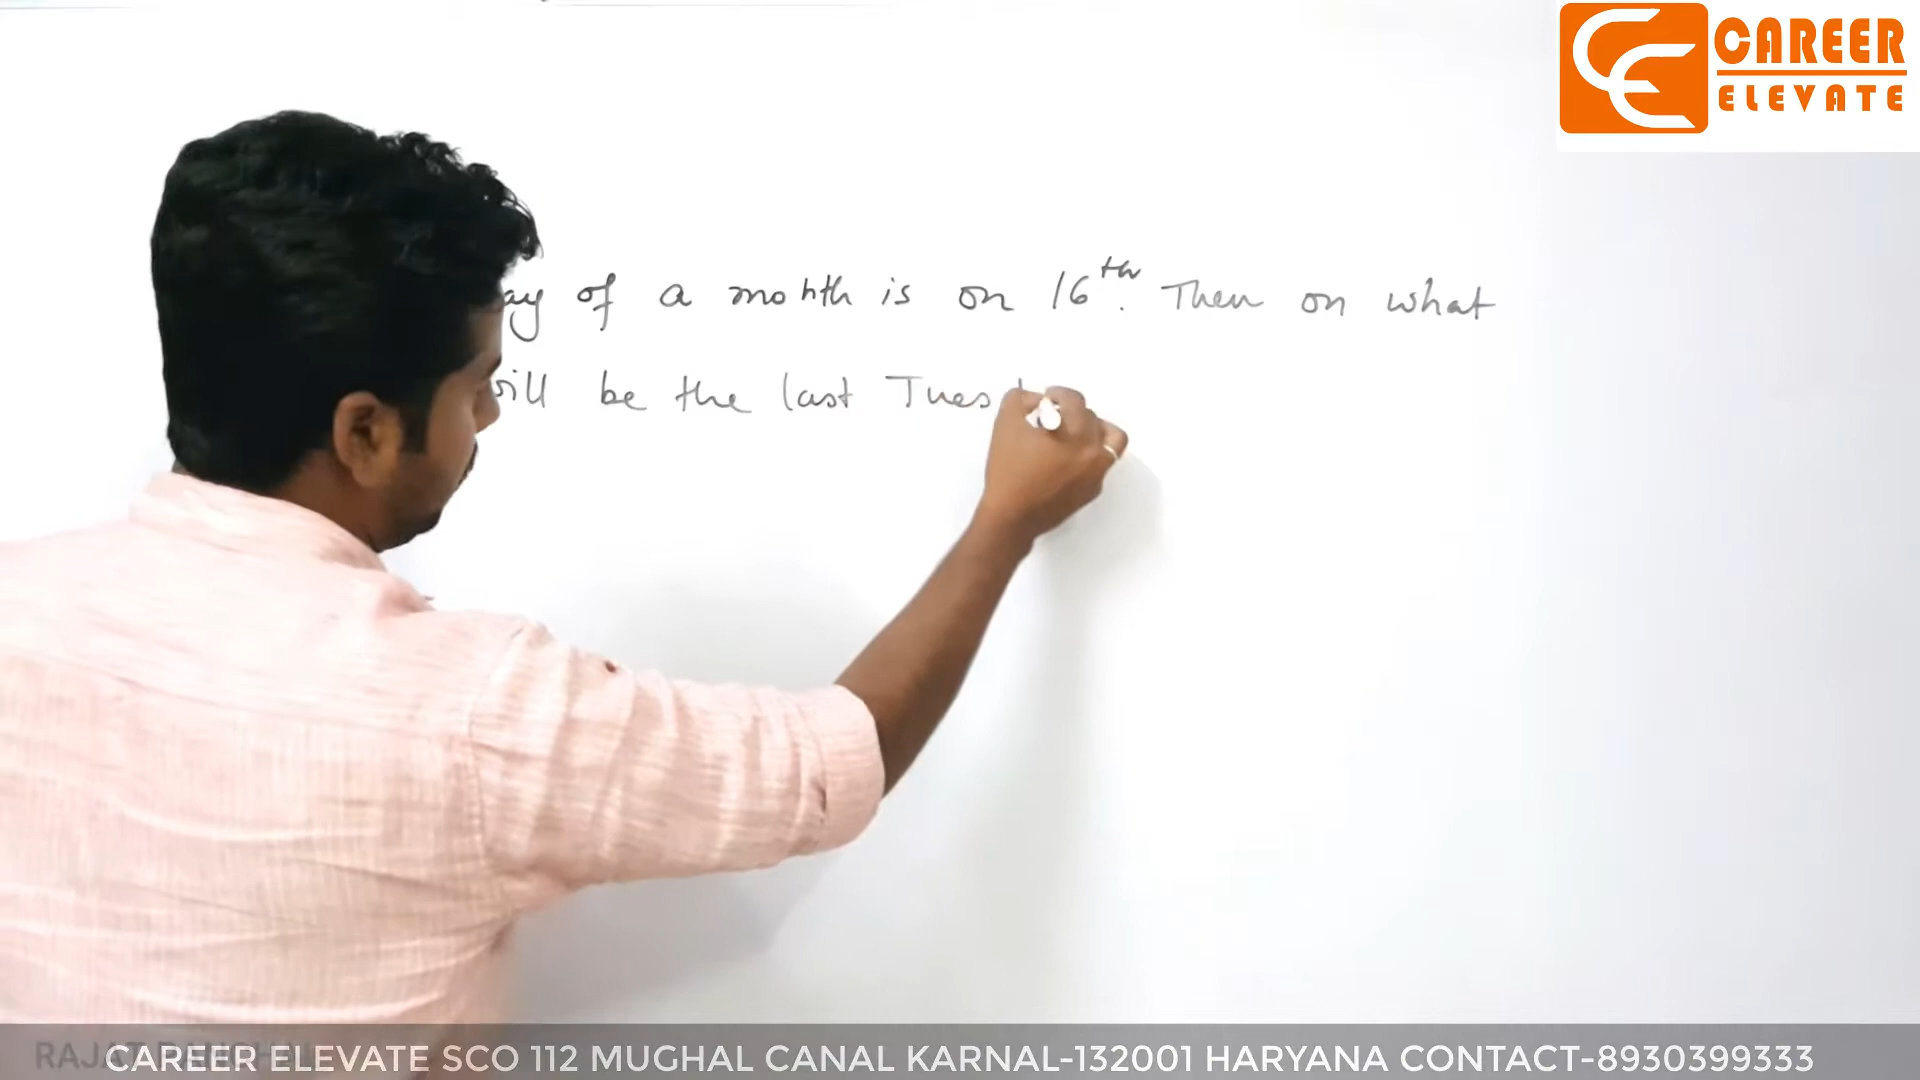 CAREER
ELEVATE
ay of a month is on 16th. Then on what
will be the last Tues
CAREER ELEVATE SCO 112 MUGHAL CANAL KARNAL-132001 HARYANA CONTACT-8930399333